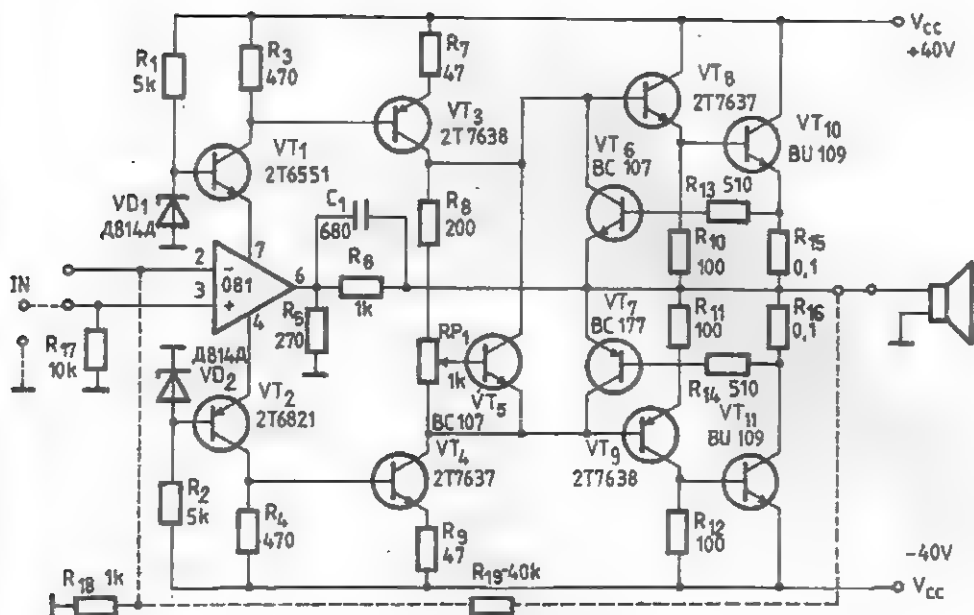 R1
5k
R3
470
R7
47
VCC
+40V
VT8
2T7637
VT3
2T7638
VT10
BU 109
VT1
2T6551
VT6
BC 107
R13 510
VD1
Д814Д
C1
680
R8
200
R10
100
R15
0,1
IN
2
3
-
+
081
7
6
4
R6
1k
R5
270
R11
100
R16
0,1
VT7
BC 177
R17
10k
Д814Д
VD2
RP1
1k
VT5
BC 107
R14 510
VT2
2T6821
VT4
2T7637
VT9
2T7638
VT11
BU 109
R2
5k
R4
470
R9
47
R12
100
-40V
VCC
R18 1k
R19-40k